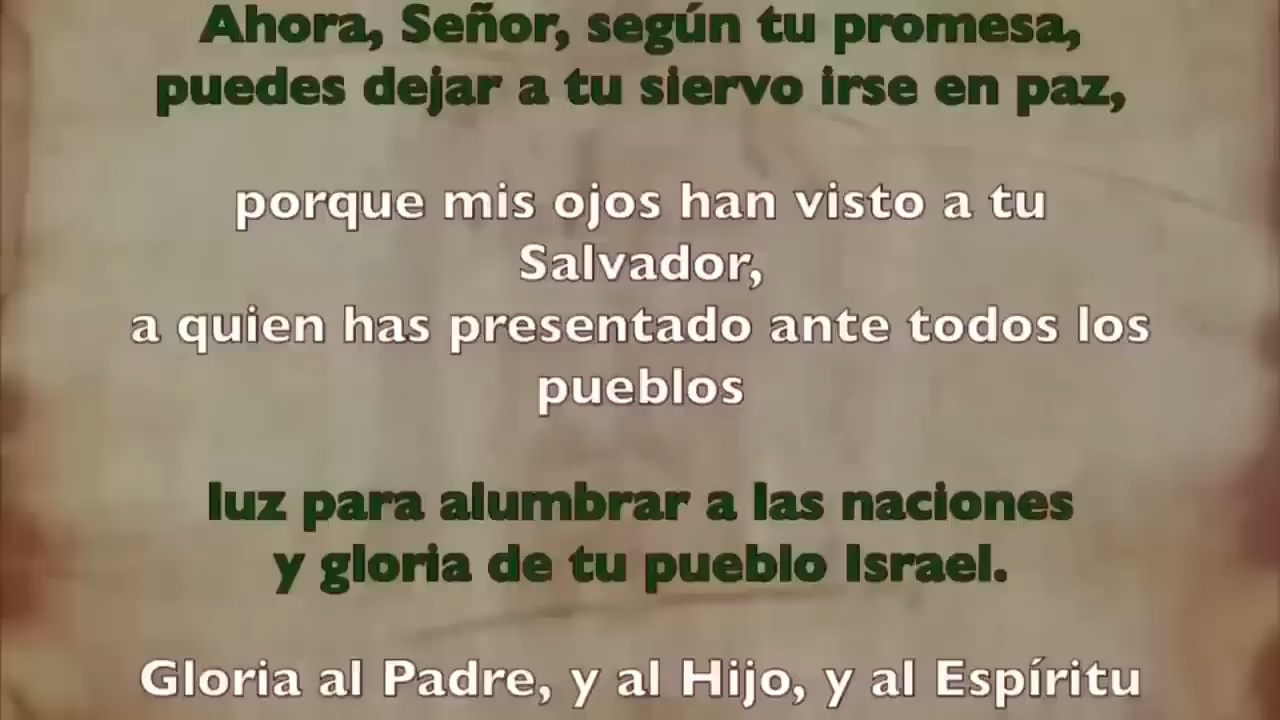 Ahora, Señor, según tu promesa,
puedes dejar a tu siervo irse en paz,
porque mis ojos han visto a tu
Salvador,
a quien has presentado ante todos los
pueblos
luz para alumbrar a las naciones
y gloria de tu pueblo Israel.
Gloria al Padre, y al Hijo, y al Espíritu